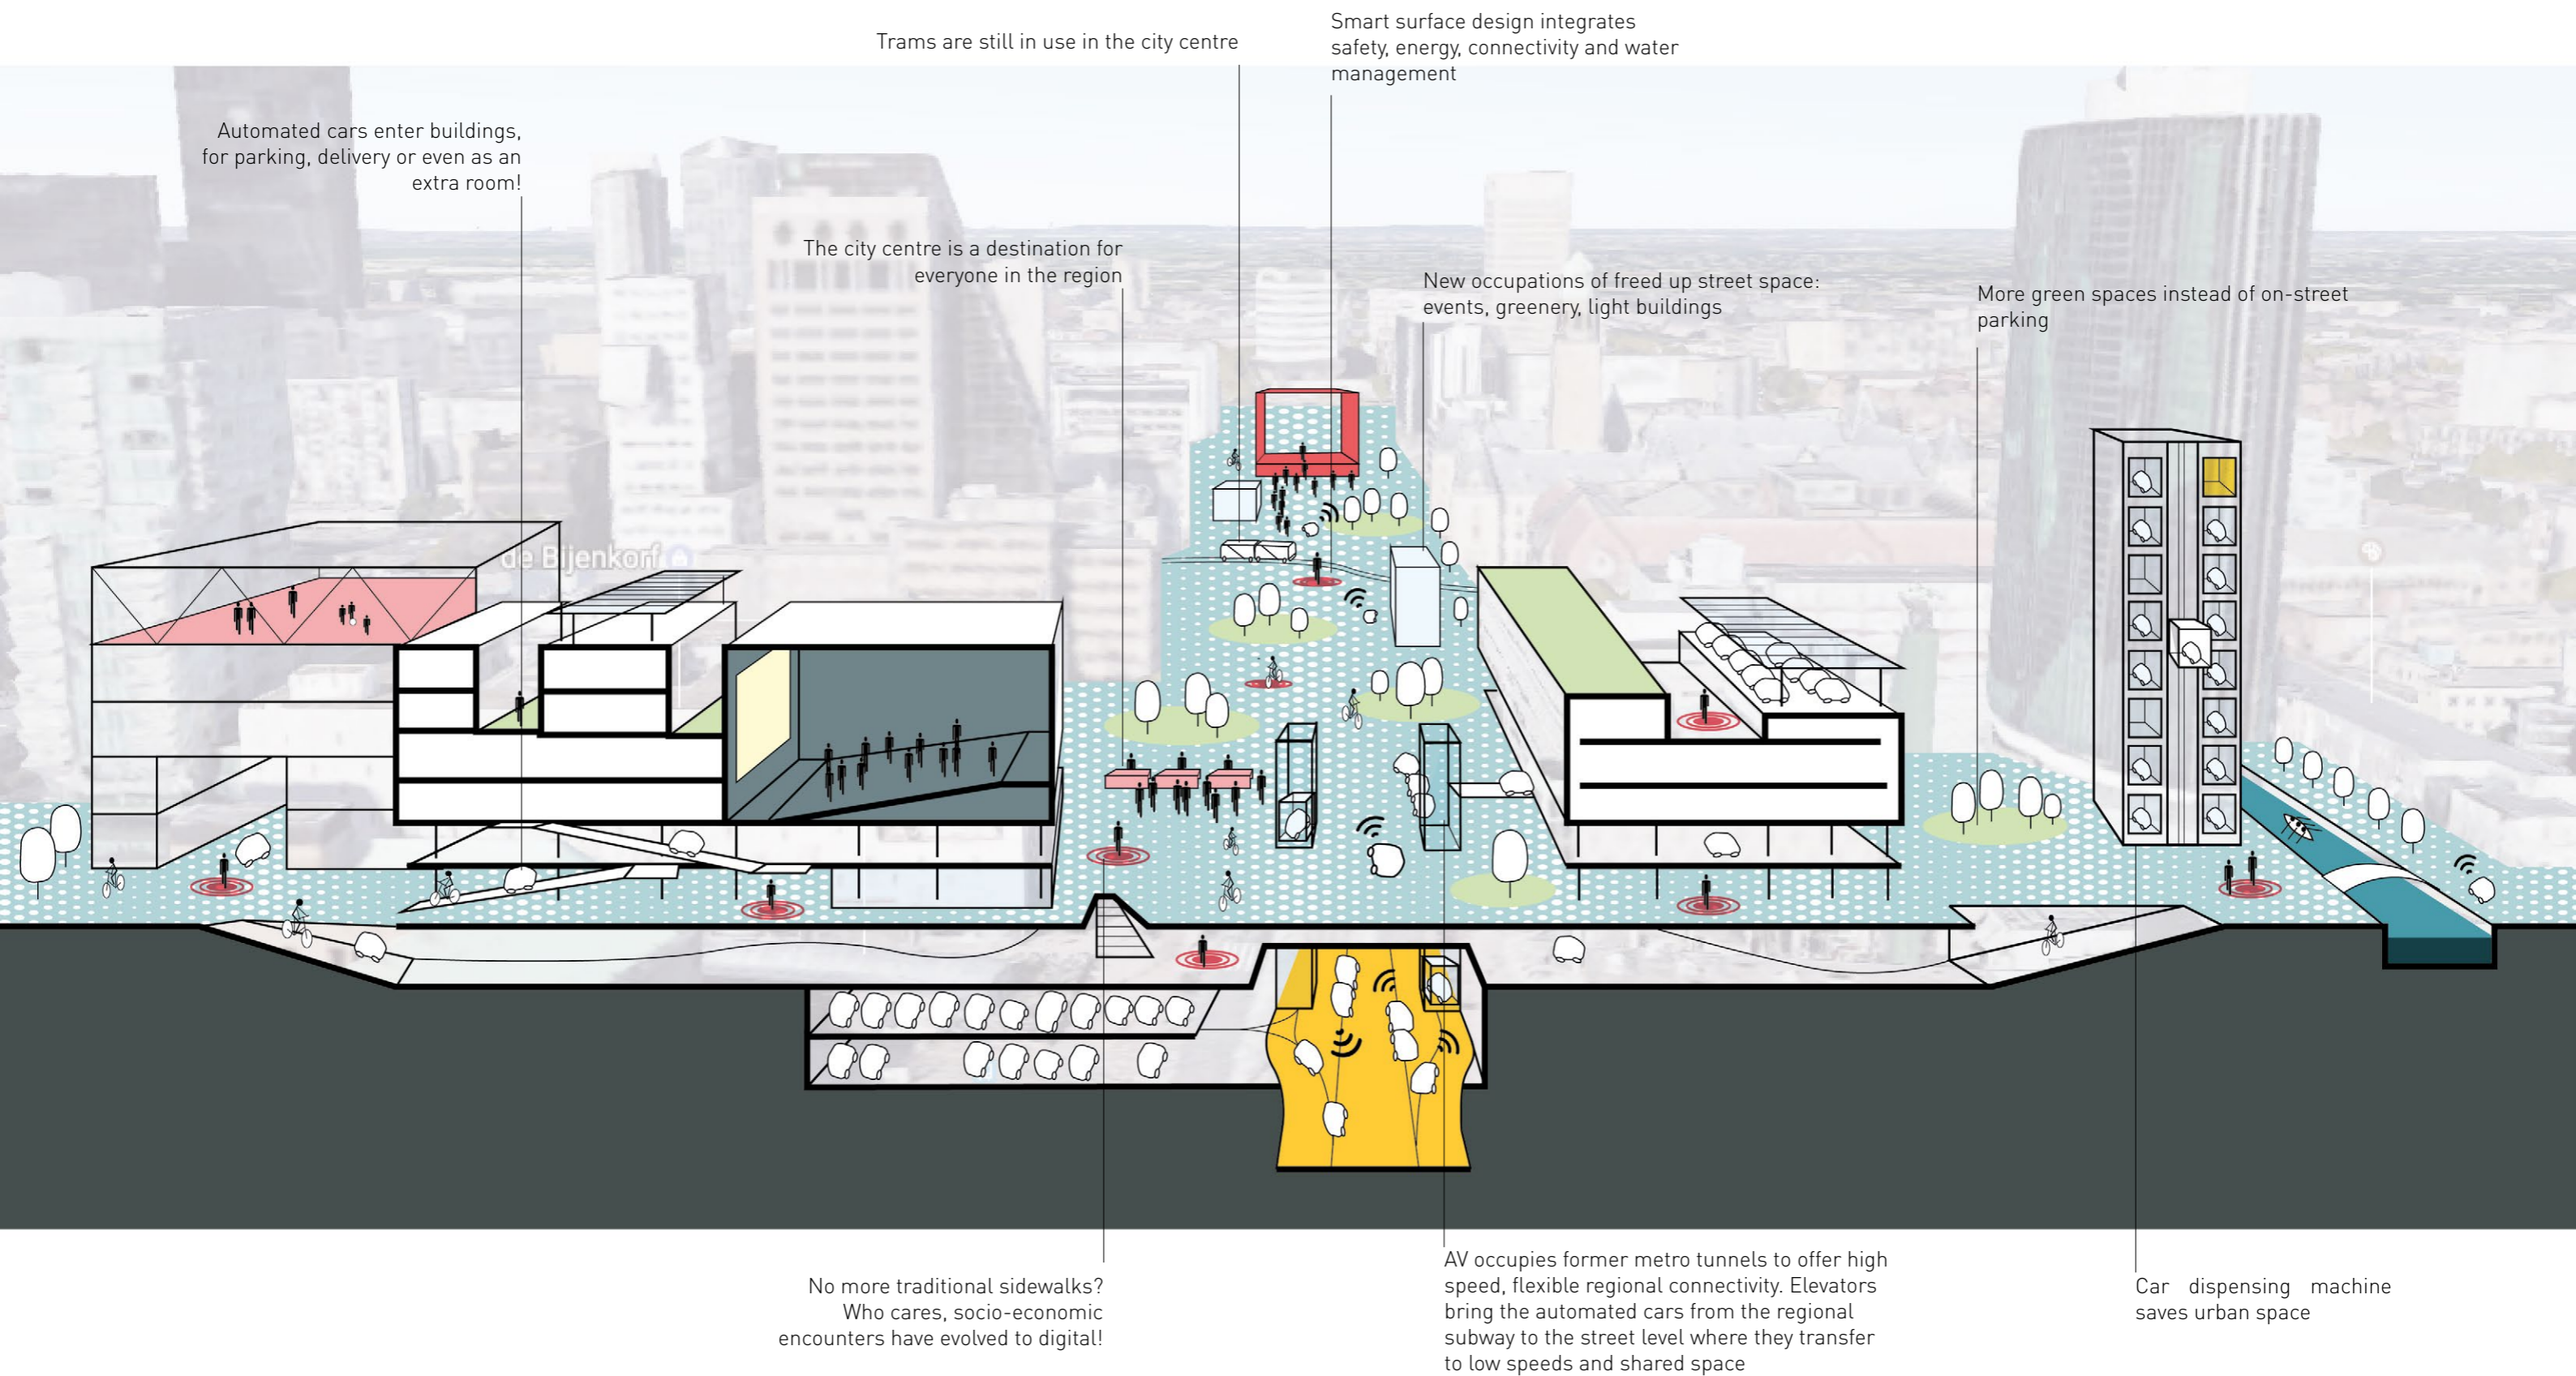 Trams are still in use in the city centre
Smart surface design integrates
safety, energy, connectivity and water
management
Automated cars enter buildings,
for parking, delivery or even as an
extra room!
The city centre is a destination for
everyone in the region
New occupations of freed up street space:
events, greenery, light buildings
More green spaces instead of on-street
parking
de Bijenkorf
No more traditional sidewalks?
Who cares, socio-economic
encounters have evolved to digital!
AV occupies former metro tunnels to offer high
speed, flexible regional connectivity. Elevators
bring the automated cars from the regional
subway to the street level where they transfer
to low speeds and shared space
Car dispensing machine
saves urban space